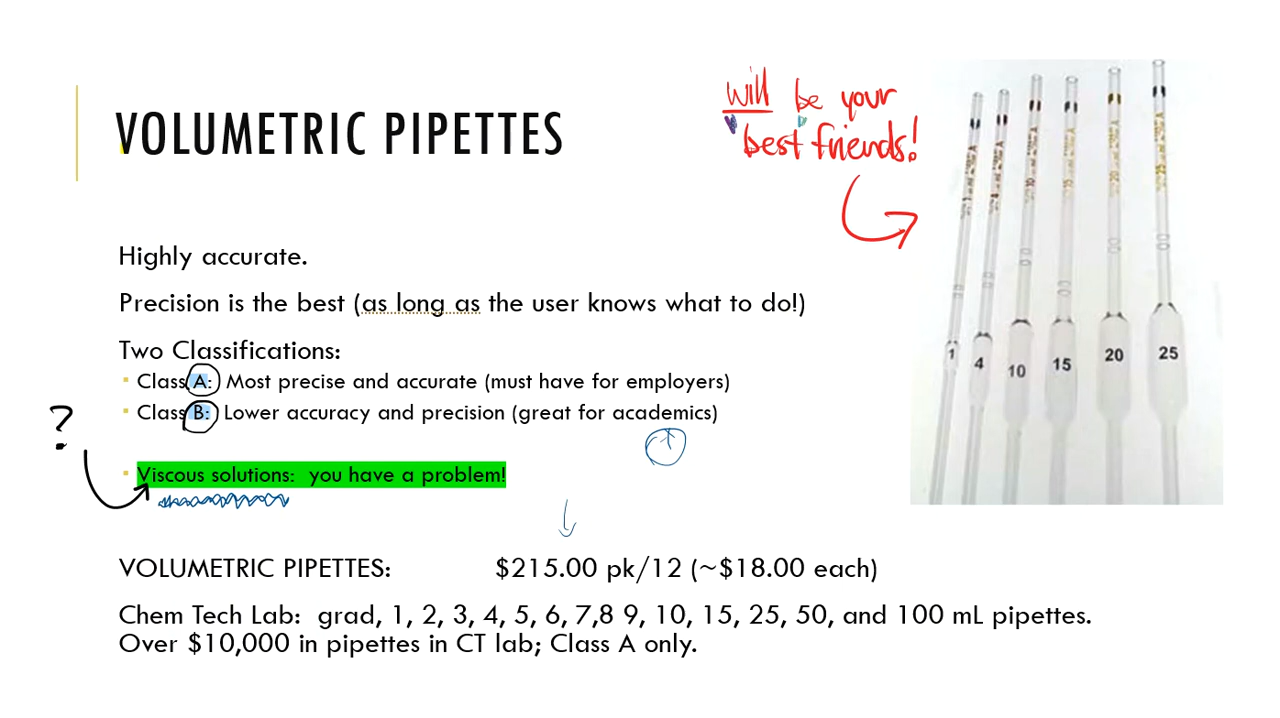 VOLUMETRIC PIPETTES
will be your
best friends!
Highly accurate.
Precision is the best (as long as the user knows what to do!)
Two Classifications:
Class A: Most precise and accurate (must have for employers)
Class B: Lower accuracy and precision (great for academics)
?
Viscous solutions: you have a problem!
VOLUMETRIC PIPETTES: $215.00 pk/12 (~$18.00 each)
Chem Tech Lab: grad, 1, 2, 3, 4, 5, 6, 7,8 9, 10, 15, 25, 50, and 100 mL pipettes.
Over $10,000 in pipettes in CT lab; Class A only.
1 4 10 15 20 25